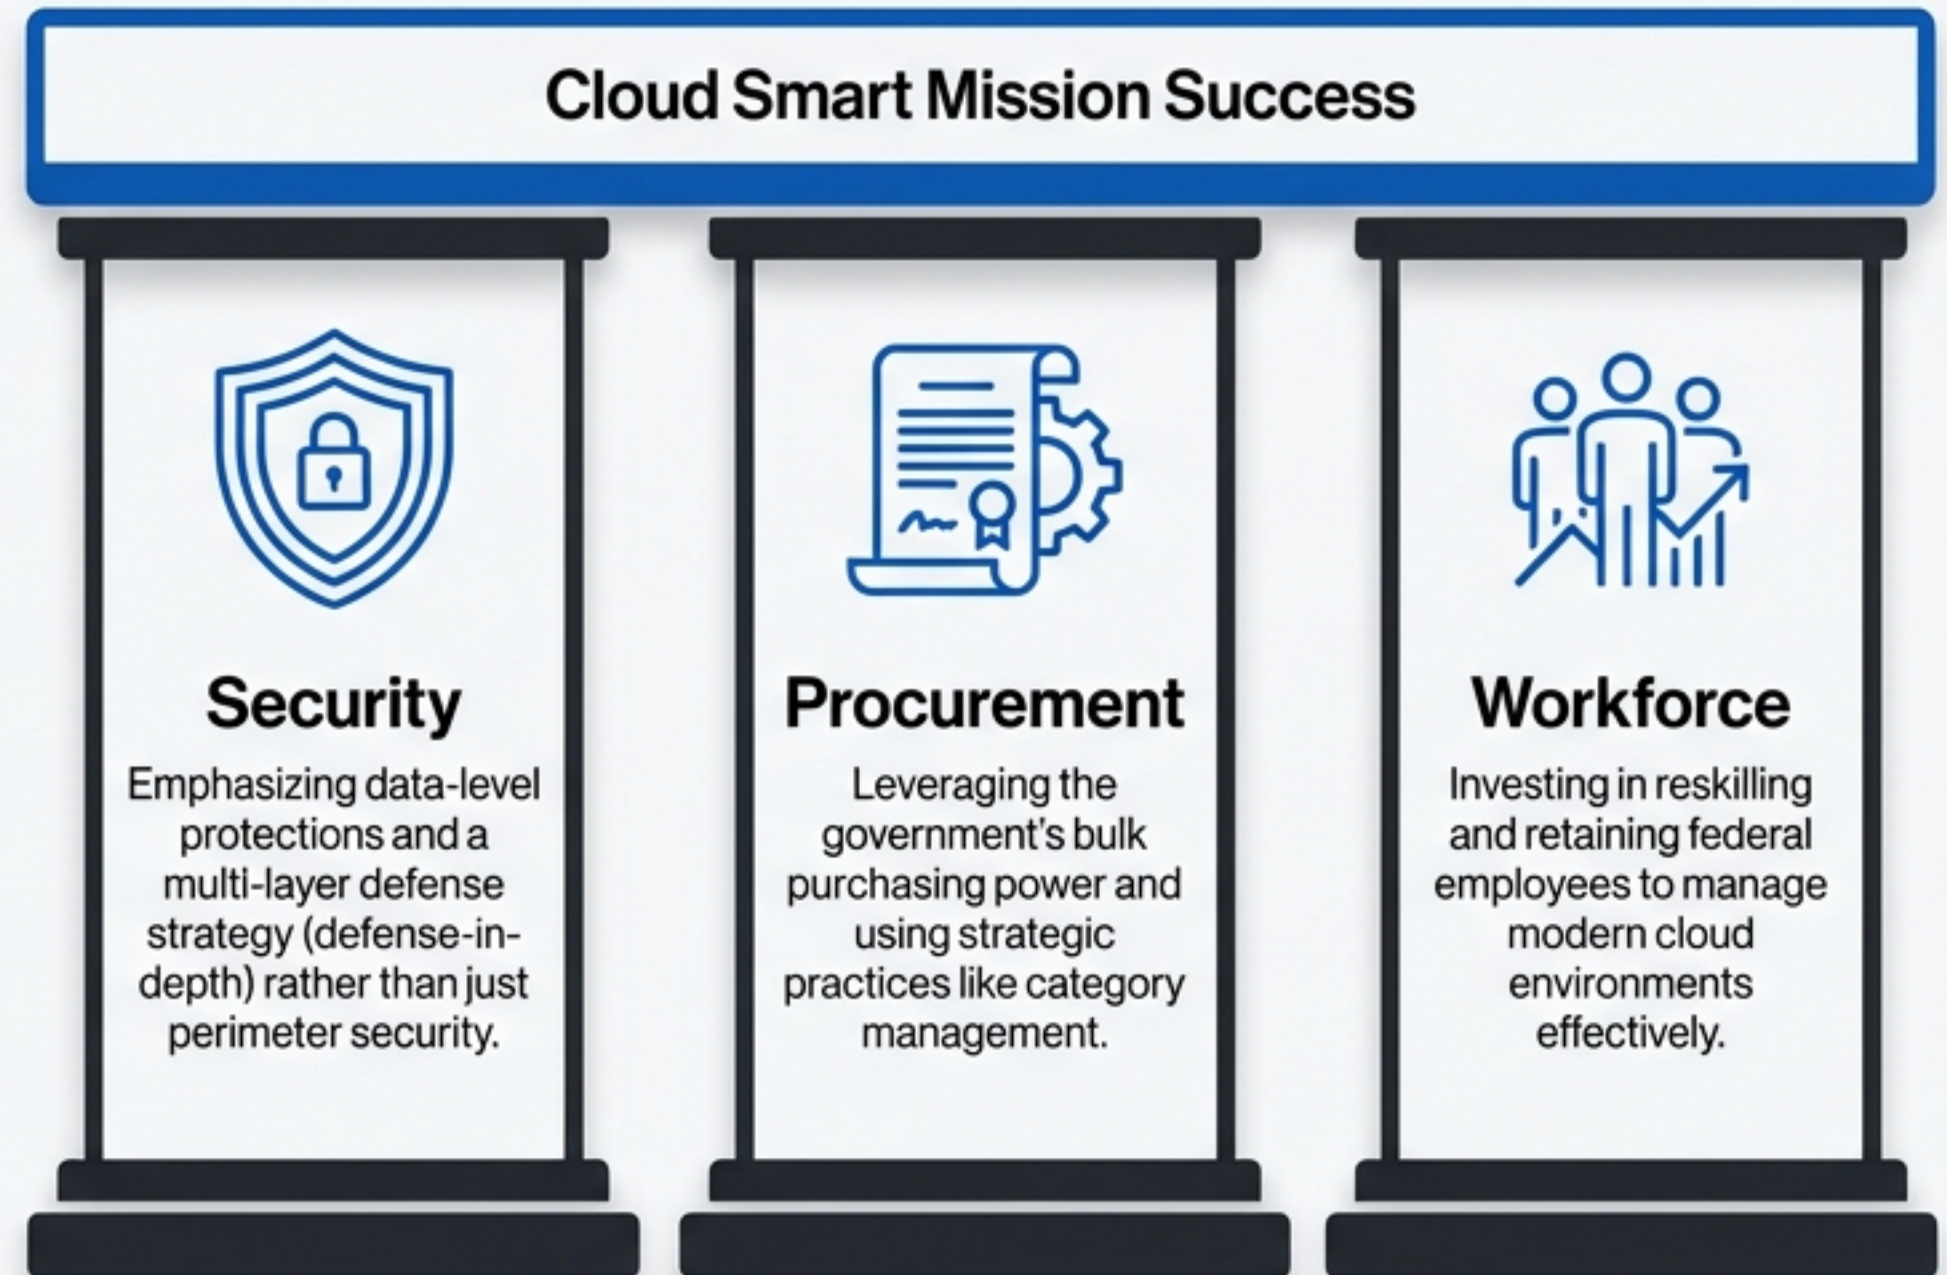 Cloud Smart Mission Success
Security
Emphasizing data-level
protections and a
multi-layer defense
strategy (defense-in-
depth) rather than just
perimeter security.
Procurement
Leveraging the
government's bulk
purchasing power and
using strategic
practices like category
management.
Workforce
Investing in reskilling
and retaining federal
employees to manage
modern cloud
environments
effectively.